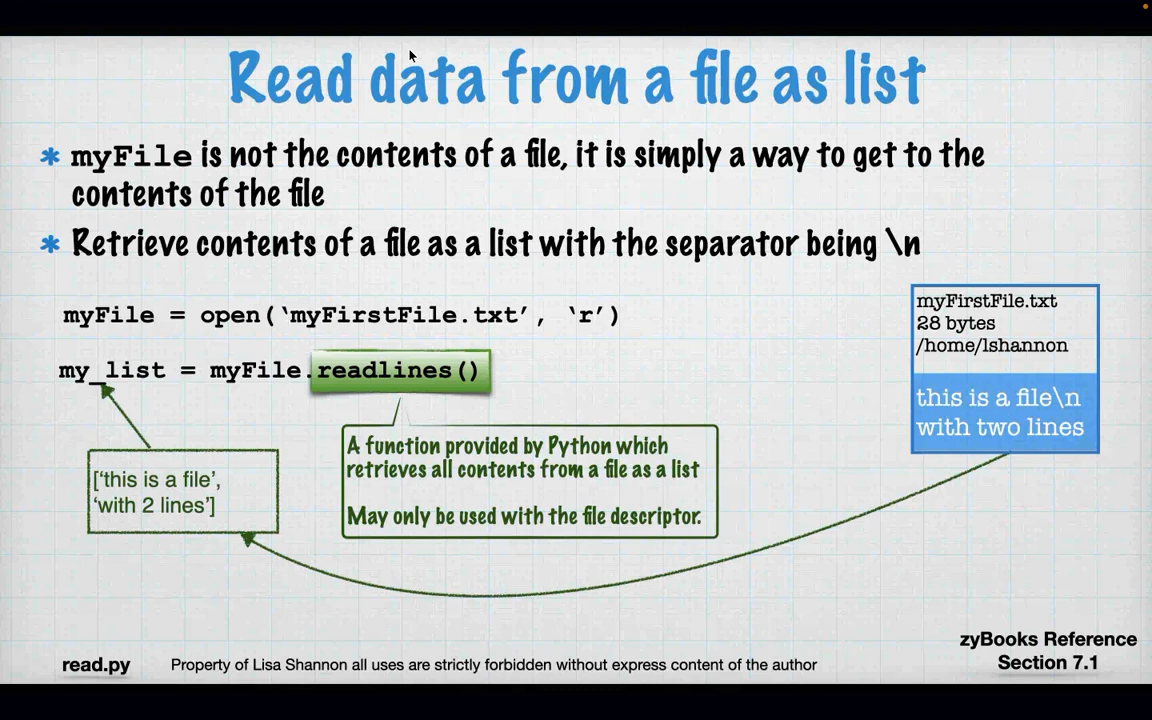 Read data from a file as list
* myFile is not the contents of a file, it is simply a way to get to the
contents of the file
* Retrieve contents of a file as a list with the separator being \n
myFile = open(‘myFirstFile.txt’, ‘r’)
my_list = myFile.readlines()
myFirstFile.txt
28 bytes
/home/lshannon
this is a file\n
with two lines
[‘this is a file’,
‘with 2 lines’]
A function provided by Python which
retrieves all contents from a file as a list
May only be used with the file descriptor.
zyBooks Reference
Section 7.1
read.py
Property of Lisa Shannon all uses are strictly forbidden without express content of the author